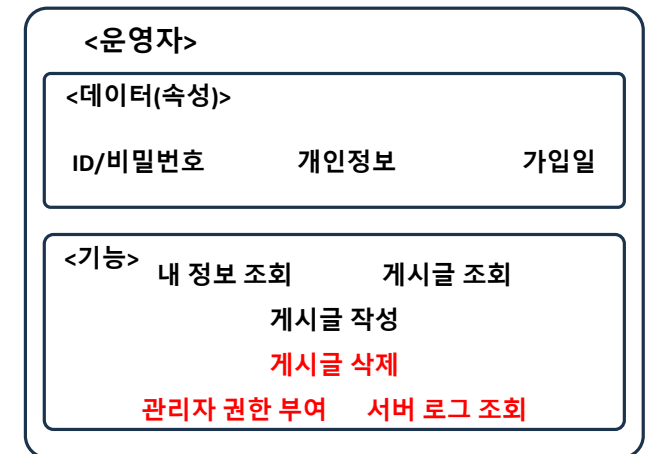 <운영자>
<데이터(속성)>
ID/비밀번호 개인정보 가입일
<기능>
내 정보 조회 게시글 조회
게시글 작성
게시글 삭제
관리자 권한 부여 서버 로그 조회